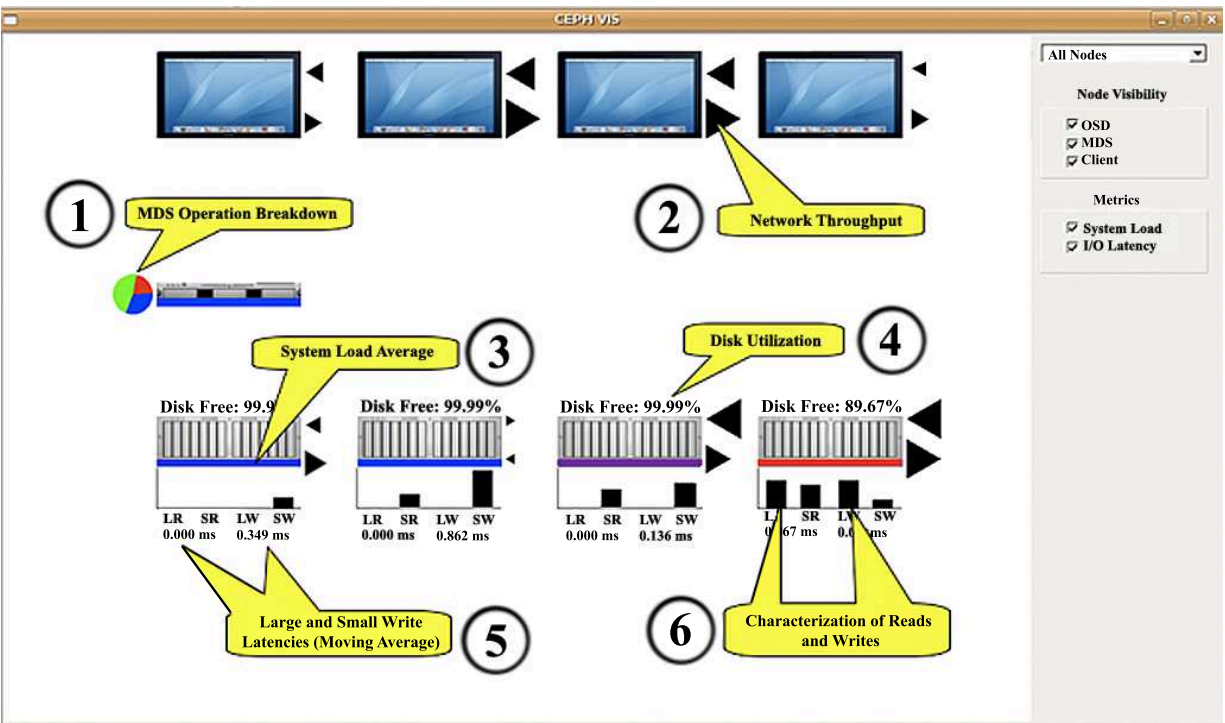 CEPH VIS
All Nodes
Node Visibility
OSD
MDS
Client
Metrics
System Load
I/O Latency
1
MDS Operation Breakdown
2
Network Throughput
System Load Average
3
Disk Utilization
4
Disk Free: 99.9
Disk Free: 99.99%
Disk Free: 99.99%
Disk Free: 89.67%
LR SR LW SW
0.000 ms 0.349 ms
LR SR LW SW
0.000 ms 0.862 ms
LR SR LW SW
0.000 ms 0.136 ms
SR LW SW
67 ms ms
Large and Small Write
Latencies (Moving Average)
5
6
Characterization of Reads
and Writes